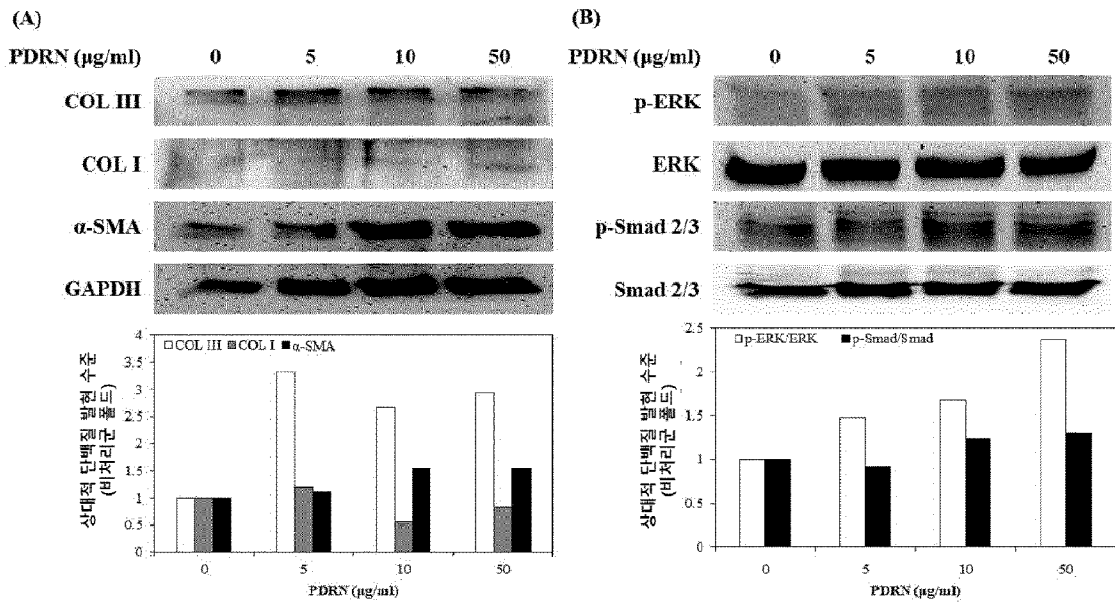 (A)
PDRN (µg/ml) 0 5 10 50
COL III
COL I
α-SMA
GAPDH
4
3.5
3
2.5
2
1.5
1
0.5
0
상대적 단백질 발현 수준
(비처리군 폴드)
COL III COL I α-SMA
0 5 10 50
PDRN (µg/ml)
(B)
PDRN (µg/ml) 0 5 10 50
p-ERK
ERK
p-Smad 2/3
Smad 2/3
2.5
2
1.5
1
0.5
0
상대적 단백질 발현 수준
(비처리군 폴드)
p-ERK/ERK p-Smad/Smad
0 5 10 50
PDRN (µg/ml)